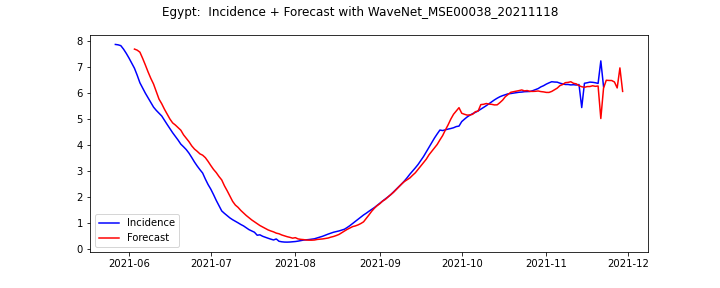 Egypt:  Incidence + Forecast with WaveNet_MSE00038_20211118
8
7
6
5
4
3
2
1
0
Incidence
Forecast
2021-06 2021-07 2021-08 2021-09 2021-10 2021-11 2021-12